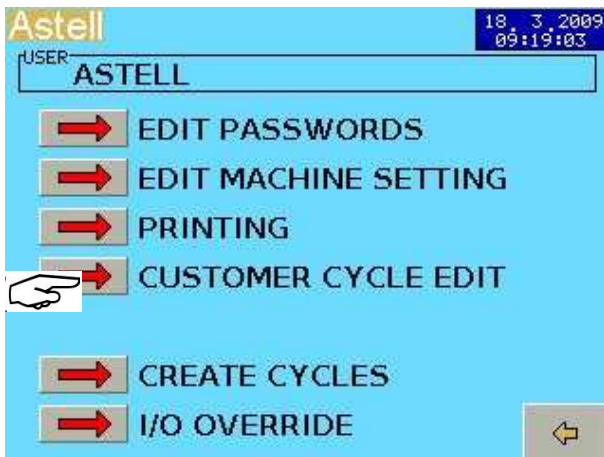 Astell
18. 3.2009
09:19:03
USER
ASTELL
EDIT PASSWORDS
EDIT MACHINE SETTING
PRINTING
CUSTOMER CYCLE EDIT
CREATE CYCLES
I/O OVERRIDE